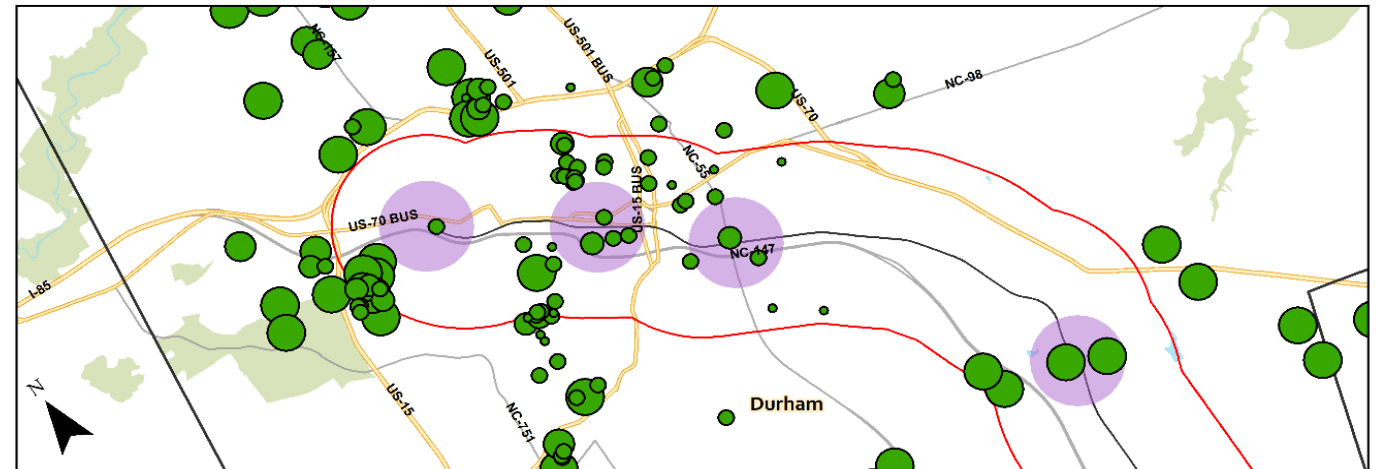 NC-157
US-501
US-501 BUS
US-70
NC-98
NC-55
US-15 BUS
US-70 BUS
NC-147
I-85
N
US-15
NC-751
Durham